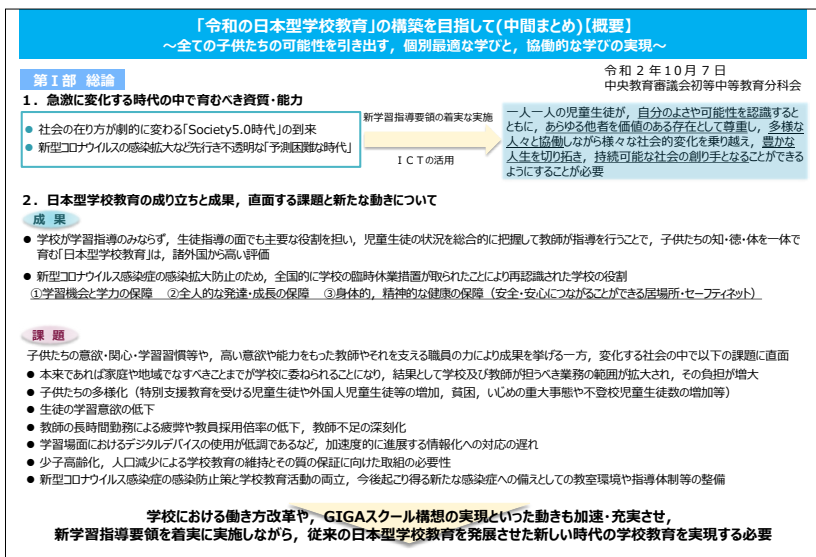 「令和の日本型学校教育」の構築を目指して(中間まとめ)【概要】
～全ての子供たちの可能性を引き出す，個別最適な学びと，協働的な学びの実現～
令和２年10月７日
中央教育審議会初等中等教育分科会
第Ⅰ部 総論
１．急激に変化する時代の中で育むべき資質・能力
● 社会の在り方が劇的に変わる「Society5.0時代」の到来
● 新型コロナウイルスの感染拡大など先行き不透明な「予測困難な時代」
新学習指導要領の着実な実施
ＩＣＴの活用
一人一人の児童生徒が，自分のよさや可能性を認識すると
ともに，あらゆる他者を価値のある存在として尊重し，多様な
人々と協働しながら様々な社会的変化を乗り越え，豊かな
人生を切り拓き，持続可能な社会の創り手となることができる
ようにすることが必要
２．日本型学校教育の成り立ちと成果，直面する課題と新たな動きについて
成 果
● 学校が学習指導のみならず，生徒指導の面でも主要な役割を担い，児童生徒の状況を総合的に把握して教師が指導を行うことで，子供たちの知・徳・体を一体で
育む「日本型学校教育」は，諸外国から高い評価
● 新型コロナウイルス感染症の感染拡大防止のため，全国的に学校の臨時休業措置が取られたことにより再認識された学校の役割
①学習機会と学力の保障 ②全人的な発達・成長の保障 ③身体的，精神的な健康の保障（安全・安心につながることができる居場所・セーフティネット）
課 題
子供たちの意欲・関心・学習習慣等や，高い意欲や能力をもった教師やそれを支える職員の力により成果を挙げる一方，変化する社会の中で以下の課題に直面
● 本来であれば家庭や地域でなすべきことまでが学校に委ねられることになり，結果として学校及び教師が担うべき業務の範囲が拡大され，その負担が増大
● 子供たちの多様化（特別支援教育を受ける児童生徒や外国人児童生徒等の増加，貧困，いじめの重大事態や不登校児童生徒数の増加等）
● 生徒の学習意欲の低下
● 教師の長時間勤務による疲弊や教員採用倍率の低下，教師不足の深刻化
● 学習場面におけるデジタルデバイスの使用が低調であるなど，加速度的に進展する情報化への対応の遅れ
● 少子高齢化，人口減少による学校教育の維持とその質の保証に向けた取組の必要性
● 新型コロナウイルス感染症の感染防止策と学校教育活動の両立，今後起こり得る新たな感染症への備えとしての教室環境や指導体制等の整備
学校における働き方改革や，GIGAスクール構想の実現といった動きも加速・充実させ，
新学習指導要領を着実に実施しながら，従来の日本型学校教育を発展させた新しい時代の学校教育を実現する必要